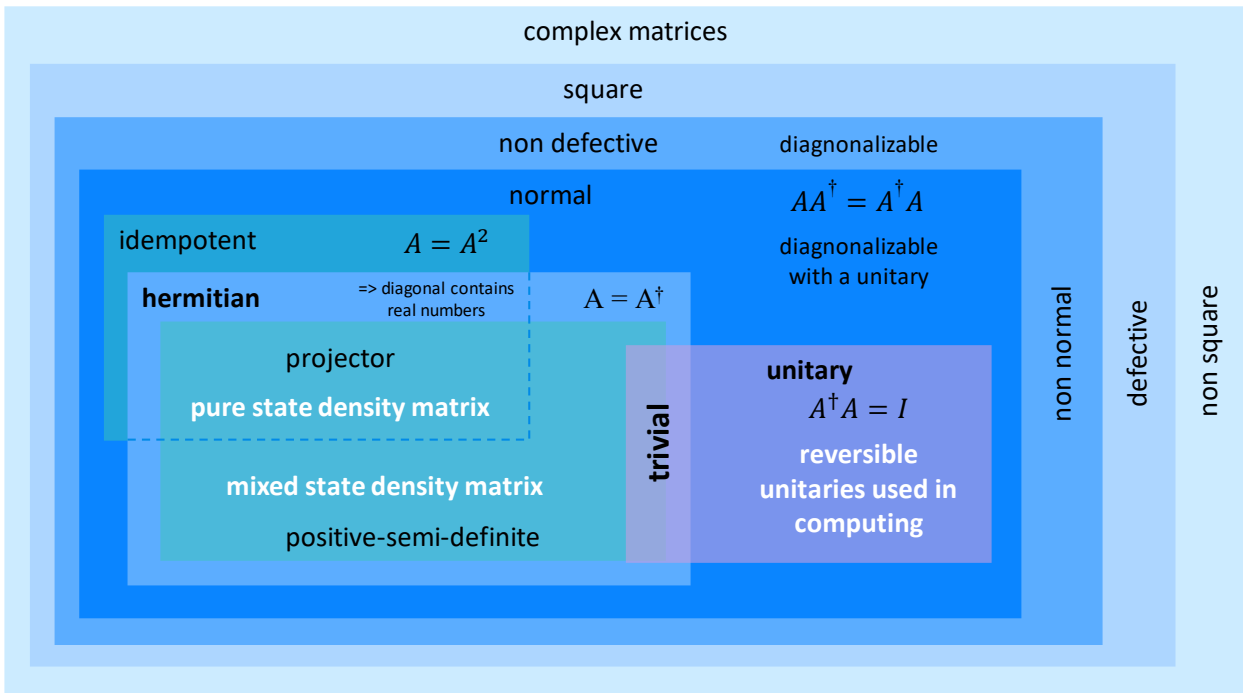 complex matrices
square
non defective
diagnonalizable
normal
AA† = A†A
diagnonalizable
with a unitary
idempotent
A = A²
hermitian
=> diagonal contains
real numbers
A = A†
projector
pure state density matrix
mixed state density matrix
positive-semi-definite
trivial
unitary
A†A = I
reversible
unitaries used in
computing
non normal
defective
non square